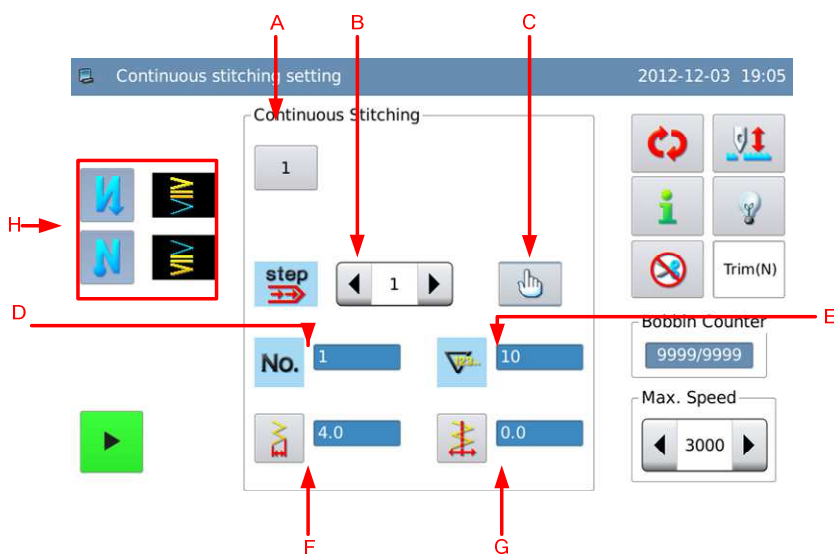 A B C
Continuous stitching setting 2012-12-03 19:05
Continuous Stitching
1
H
step
1
Trim(N)
D
E
Bobbin Counter
No. 1
123... 10
9999/9999
Max. Speed
4.0
0.0
3000
F
G